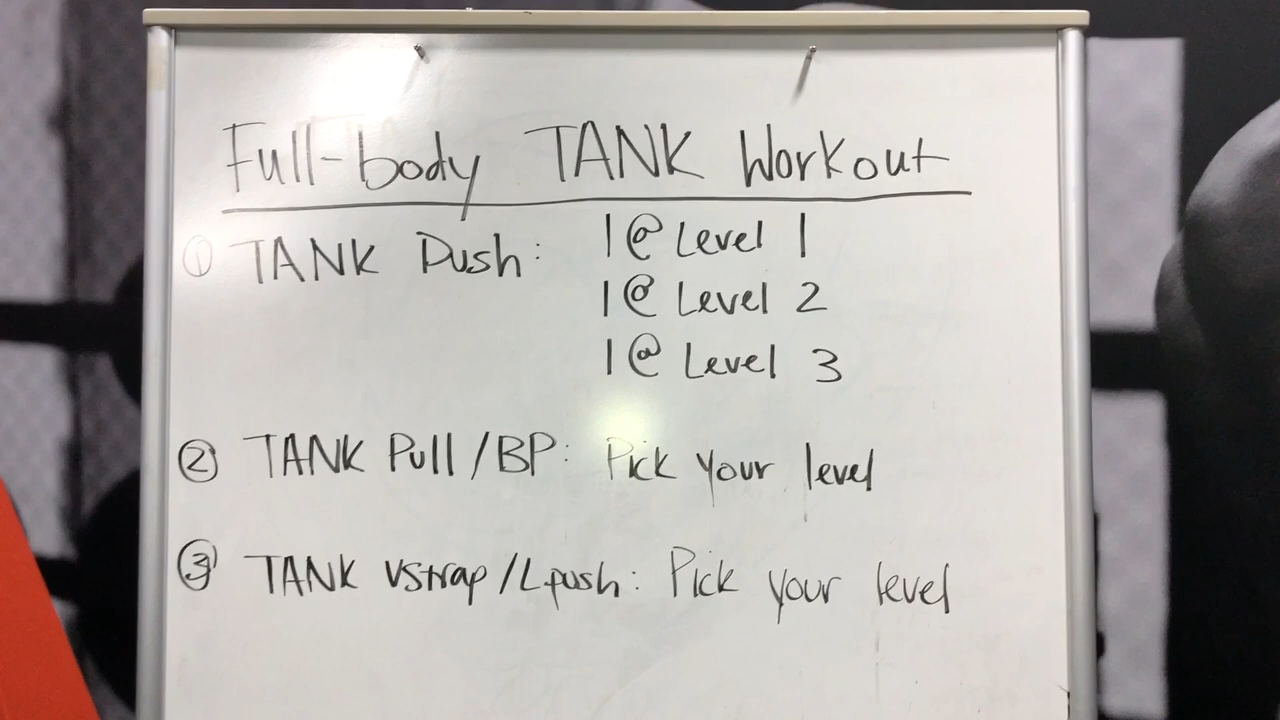 Full-body TANK Workout
① TANK Push: 1 @ Level 1
1 @ Level 2
1 @ Level 3
② TANK Pull/BP: Pick your level
③ TANK Vstrap/Lpush: Pick your level